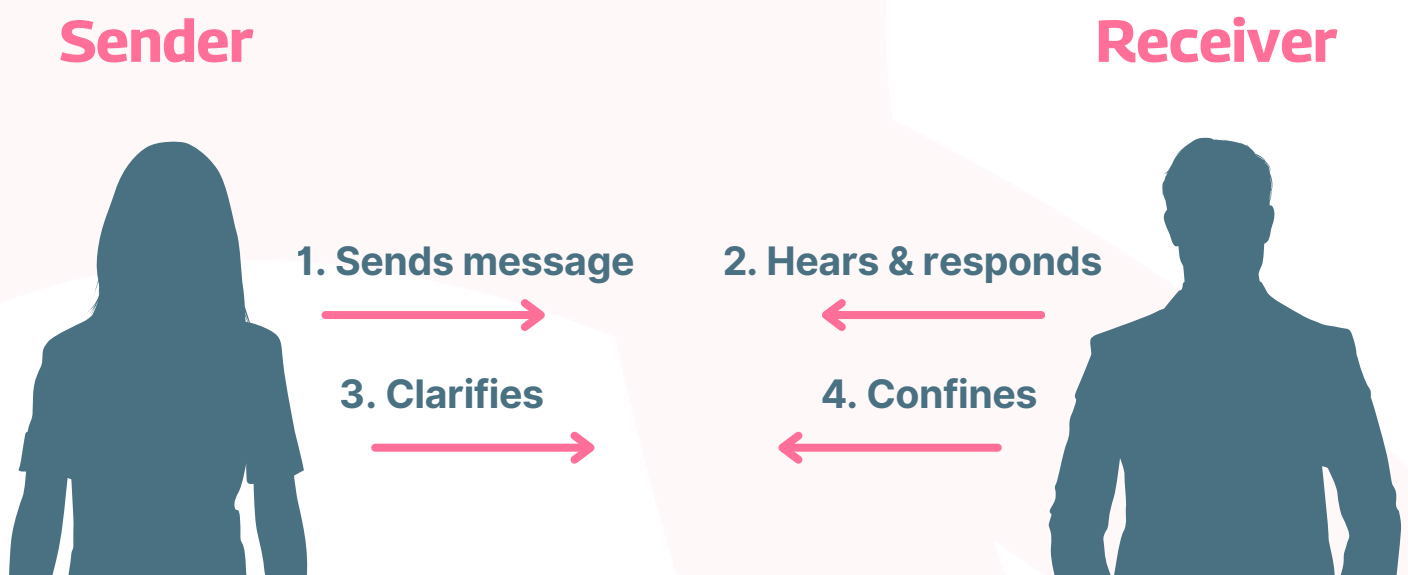 Sender
Receiver
1. Sends message
2. Hears & responds
3. Clarifies
4. Confines